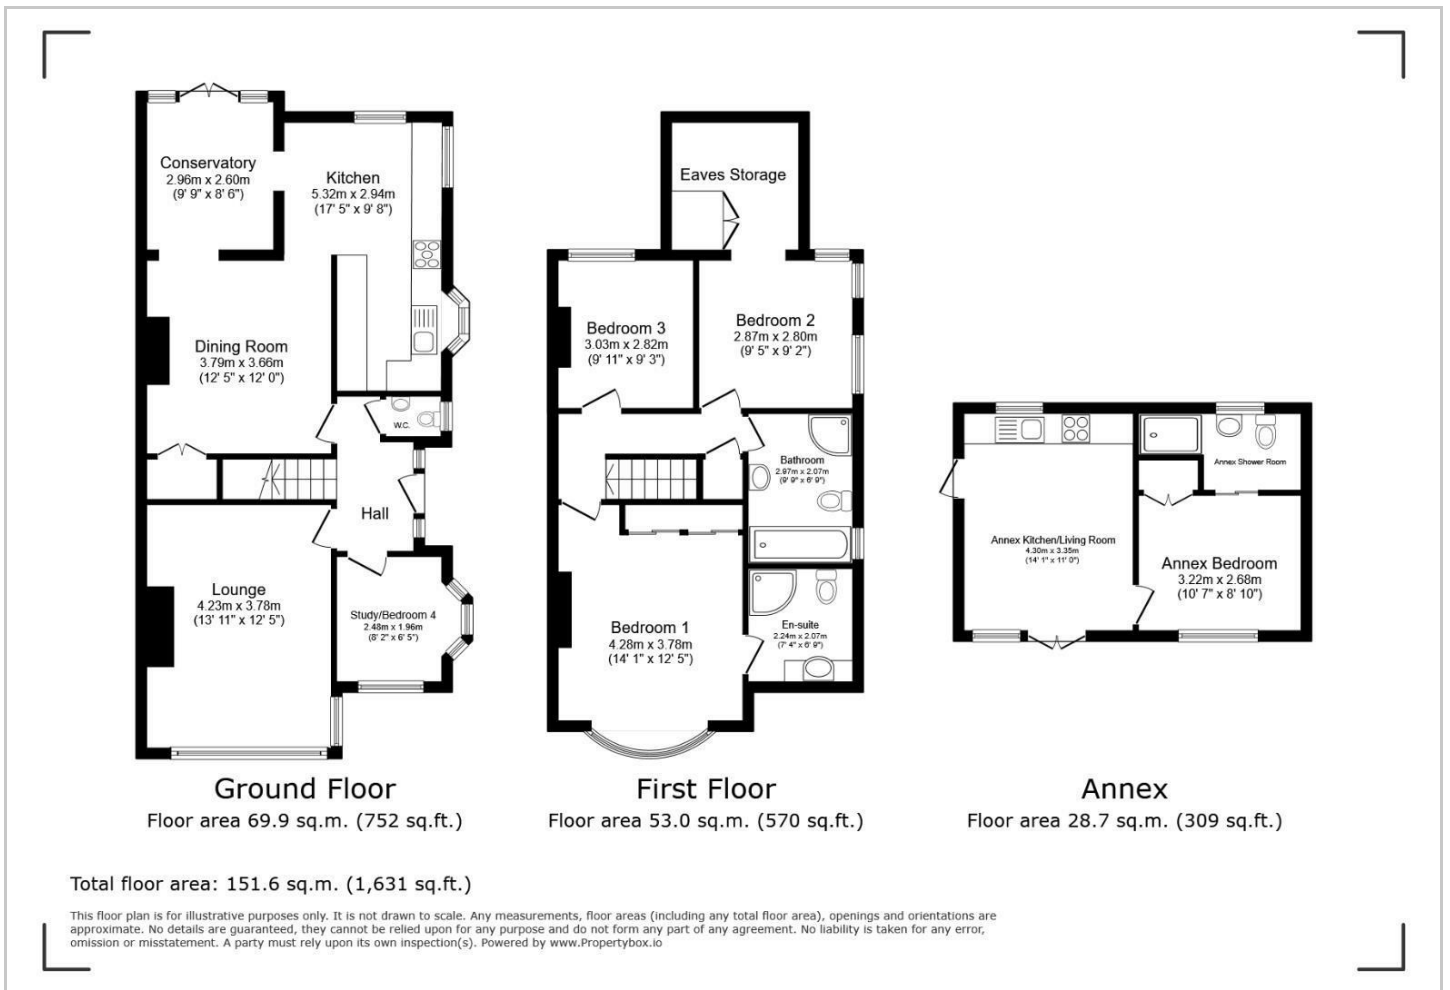 Conservatory
2.96m x 2.60m
(9' 9" x 8' 6")
Kitchen
5.32m x 2.94m
(17' 5" x 9' 8")
Dining Room
3.79m x 3.66m
(12' 5" x 12' 0")
W.C.
Hall
Lounge
4.23m x 3.78m
(13' 11" x 12' 5")
Study/Bedroom 4
2.48m x 1.96m
(8' 2" x 6' 5")
Ground Floor
Floor area 69.9 sq.m. (752 sq.ft.)
Eaves Storage
Bedroom 3
3.03m x 2.82m
(9' 11" x 9' 3")
Bedroom 2
2.87m x 2.80m
(9' 5" x 9' 2")
Bathroom
2.97m x 2.07m
(9' 9" x 6' 9")
Bedroom 1
4.28m x 3.78m
(14' 1" x 12' 5")
En-suite
2.24m x 2.07m
(7' 4" x 6' 9")
First Floor
Floor area 53.0 sq.m. (570 sq.ft.)
Annex Shower Room
Annex Kitchen/Living Room
4.30m x 3.35m
(14' 1" x 11' 0")
Annex Bedroom
3.22m x 2.68m
(10' 7" x 8' 10")
Annex
Floor area 28.7 sq.m. (309 sq.ft.)
Total floor area: 151.6 sq.m. (1,631 sq.ft.)
This floor plan is for illustrative purposes only. It is not drawn to scale. Any measurements, floor areas (including any total floor area), openings and orientations are
approximate. No details are guaranteed, they cannot be relied upon for any purpose and do not form any part of any agreement. No liability is taken for any error,
omission or misstatement. A party must rely upon its own inspection(s). Powered by www.Propertybox.io